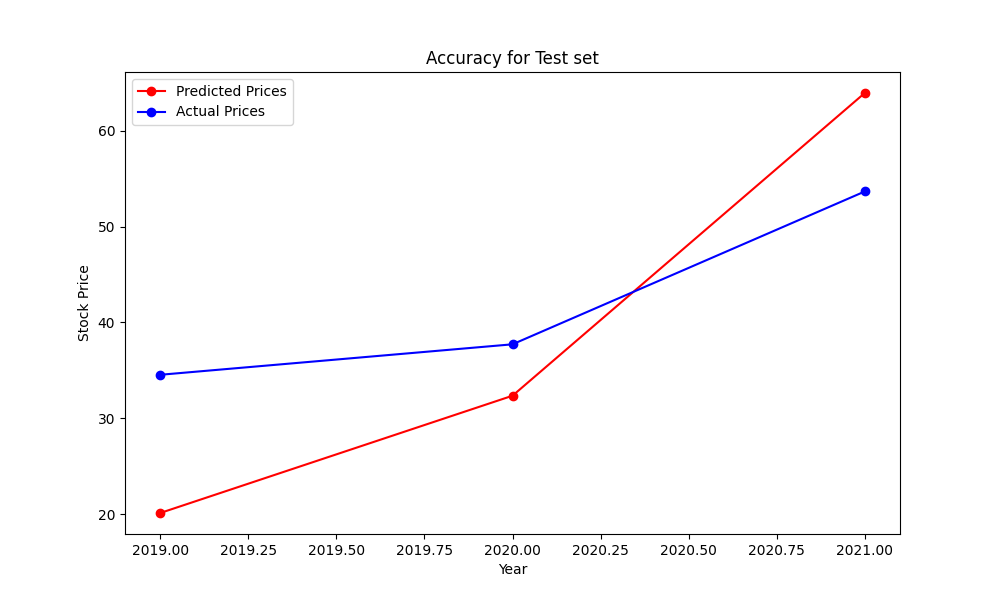 Accuracy for Test set
Predicted Prices
Actual Prices
60
50
40
30
20
Stock Price
2019.00 2019.25 2019.50 2019.75 2020.00 2020.25 2020.50 2020.75 2021.00
Year